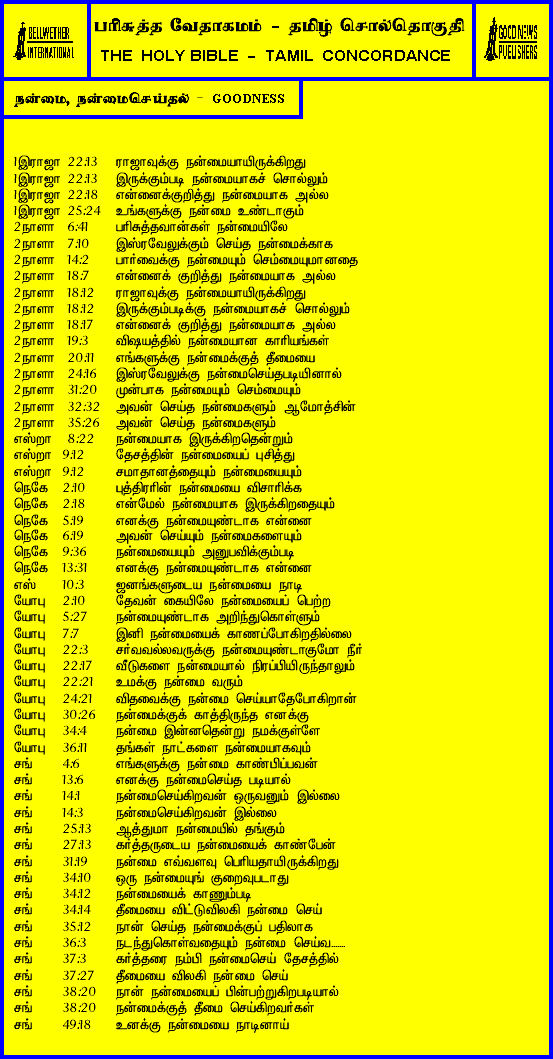 BELLWETHER
INTERNATIONAL
பரிசுத்த வேதாகமம் - தமிழ் சொல்தொகுதி
THE HOLY BIBLE - TAMIL CONCORDANCE
GOOD NEWS
PUBLISHERS
நன்மை, நன்மைசெய்தல் - GOODNESS
1இராஜா 22:13 ராஜாவுக்கு நன்மையாயிருக்கிறது
1இராஜா 22:13 இருக்கும்படி நன்மையாகச் சொல்லும்
1இராஜா 22:18 என்னைக்குறித்து நன்மையாக அல்ல
1இராஜா 25:24 உங்களுக்கு நன்மை உண்டாகும்
2நாளா 6:41 பரிசுத்தவான்கள் நன்மையிலே
2நாளா 7:10 இஸ்ரவேலுக்கும் செய்த நன்மைக்காக
2நாளா 14:2 பார்வைக்கு நன்மையும் செம்மையுமானதை
2நாளா 18:7 என்னைக் குறித்து நன்மையாக அல்ல
2நாளா 18:12 ராஜாவுக்கு நன்மையாயிருக்கிறது
2நாளா 18:12 இருக்கும்படிக்கு நன்மையாகச் சொல்லும்
2நாளா 18:17 என்னைக் குறித்து நன்மையாக அல்ல
2நாளா 19:3 விஷயத்தில் நன்மையான காரியங்கள்
2நாளா 20:11 எங்களுக்கு நன்மைக்குத் தீமையை
2நாளா 24:16 இஸ்ரவேலுக்கு நன்மைசெய்தபடியினால்
2நாளா 31:20 முன்பாக நன்மையும் செம்மையும்
2நாளா 32:32 அவன் செய்த நன்மைகளும் ஆமோத்சின்
2நாளா 35:26 அவன் செய்த நன்மைகளும்
எஸ்றா 8:22 நன்மையாக இருக்கிறதென்றும்
எஸ்றா 9:12 தேசத்தின் நன்மையைப் புசித்து
எஸ்றா 9:12 சமாதானத்தையும் நன்மையையும்
நெகே 2:10 புத்திரரின் நன்மையை விசாரிக்க
நெகே 2:18 என்மேல் நன்மையாக இருக்கிறதையும்
நெகே 5:19 எனக்கு நன்மையுண்டாக என்னை
நெகே 6:19 அவன் செய்யும் நன்மைகளையும்
நெகே 9:36 நன்மையையும் அனுபவிக்கும்படி
நெகே 13:31 எனக்கு நன்மையுண்டாக என்னை
எஸ் 10:3 ஜனங்களுடைய நன்மையை நாடி
யோபு 2:10 தேவன் கையிலே நன்மையைப் பெற்ற
யோபு 5:27 நன்மையுண்டாக அறிந்துகொள்ளும்
யோபு 7:7 இனி நன்மையைக் காணப்போகிறதில்லை
யோபு 22:3 சர்வவல்லவருக்கு நன்மையுண்டாகுமோ நீர்
யோபு 22:17 வீடுகளை நன்மையால் நிரப்பியிருந்தாலும்
யோபு 22:21 உமக்கு நன்மை வரும்
யோபு 24:21 விதவைக்கு நன்மை செய்யாதேபோகிறான்
யோபு 30:26 நன்மைக்குக் காத்திருந்த எனக்கு
யோபு 34:4 நன்மை இன்னதென்று நமக்குள்ளே
யோபு 36:11 தங்கள் நாட்களை நன்மையாகவும்
சங் 4:6 எங்களுக்கு நன்மை காண்பிப்பவன்
சங் 13:6 எனக்கு நன்மைசெய்த படியால்
சங் 14:1 நன்மைசெய்கிறவன் ஒருவனும் இல்லை
சங் 14:3 நன்மைசெய்கிறவன் இல்லை
சங் 25:13 ஆத்துமா நன்மையில் தங்கும்
சங் 27:13 கர்த்தருடைய நன்மையைக் காண்பேன்
சங் 31:19 நன்மை எவ்வளவு பெரியதாயிருக்கிறது
சங் 34:10 ஒரு நன்மையுங் குறைவுபடாது
சங் 34:12 நன்மையைக் காணும்படி
சங் 34:14 தீமையை விட்டுவிலகி நன்மை செய்
சங் 35:12 நான் செய்த நன்மைக்குப் பதிலாக
சங் 36:3 நடந்துகொள்வதையும் நன்மை செய்வ.......
சங் 37:3 கர்த்தரை நம்பி நன்மைசெய் தேசத்தில்
சங் 37:27 தீமையை விலகி நன்மை செய்
சங் 38:20 நான் நன்மையைப் பின்பற்றுகிறபடியால்
சங் 38:20 நன்மைக்குத் தீமை செய்கிறவர்கள்
சங் 49:18 உனக்கு நன்மையை நாடினாய்